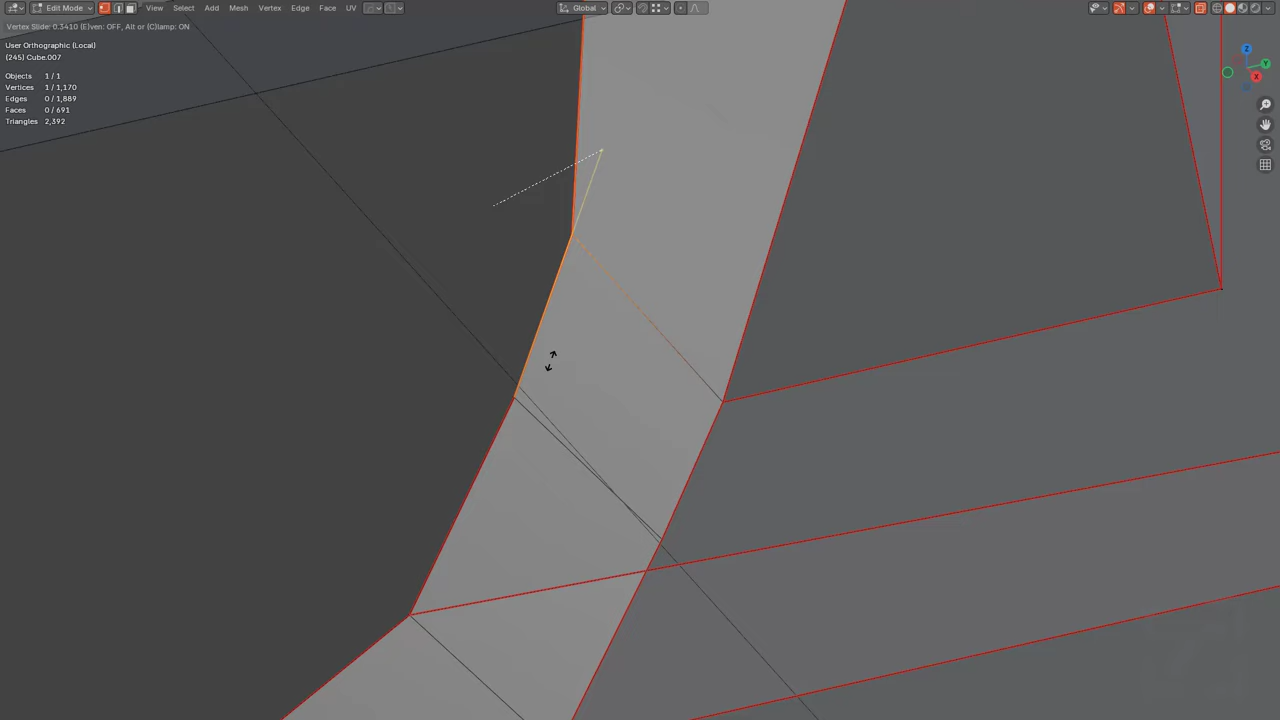 Edit Mode View Select Add Mesh Vertex Edge Face UV Global
Vertex Slide: 0.3410 (E)ven: OFF, Alt or (C)lamp: ON
User Orthographic (Local)
(245) Cube.007
Objects 1 / 1
Vertices 1 / 1,170
Edges 0 / 1,889
Faces 0 / 691
Triangles 2,392
Z
Y
X